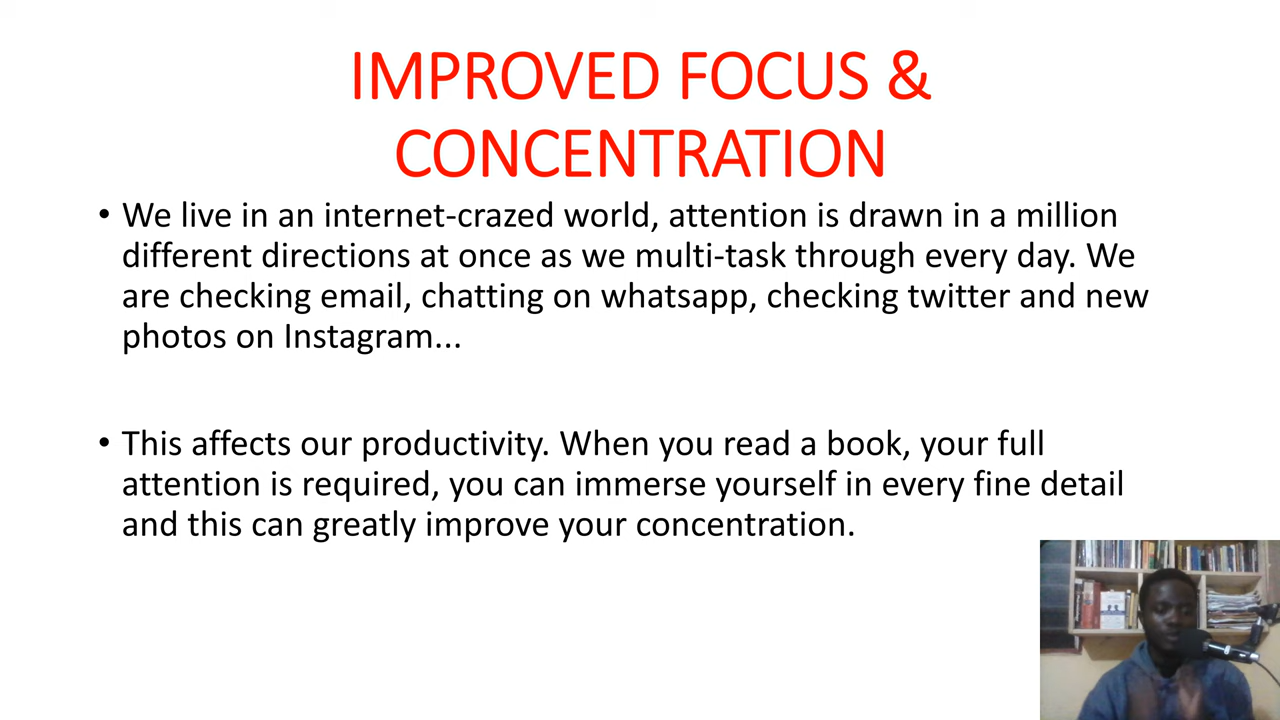 IMPROVED FOCUS &
CONCENTRATION
• We live in an internet-crazed world, attention is drawn in a million
different directions at once as we multi-task through every day. We
are checking email, chatting on whatsapp, checking twitter and new
photos on Instagram...
• This affects our productivity. When you read a book, your full
attention is required, you can immerse yourself in every fine detail
and this can greatly improve your concentration.